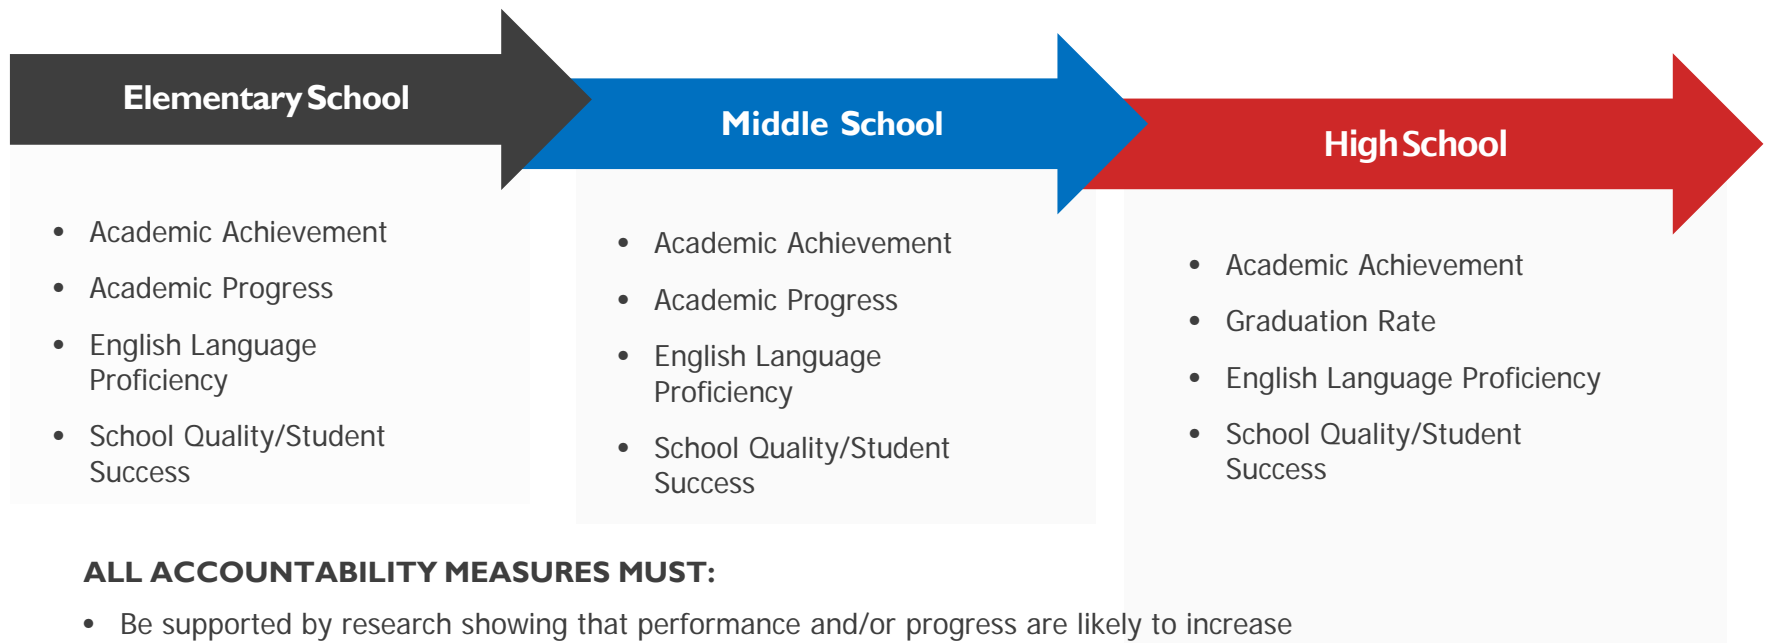 Elementary School
• Academic Achievement
• Academic Progress
• English Language
Proficiency
• School Quality/Student
Success
Middle School
• Academic Achievement
• Academic Progress
• English Language
Proficiency
• School Quality/Student
Success
High School
• Academic Achievement
• Graduation Rate
• English Language Proficiency
• School Quality/Student
Success
ALL ACCOUNTABILITY MEASURES MUST:
• Be supported by research showing that performance and/or progress are likely to increase